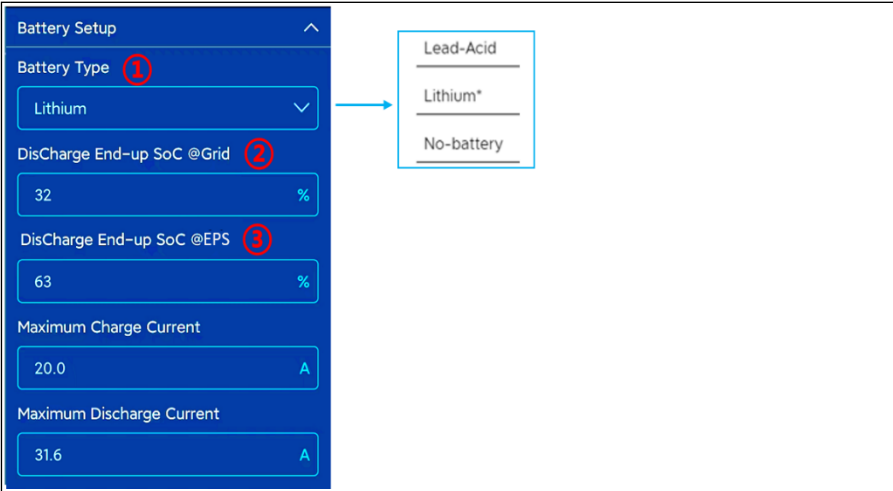 Battery Setup
Battery Type ①
Lithium
DisCharge End-up SoC @Grid ②
32 %
DisCharge End-up SoC @EPS ③
63 %
Maximum Charge Current
20.0 A
Maximum Discharge Current
31.6 A
Lead-Acid
Lithium*
No-battery